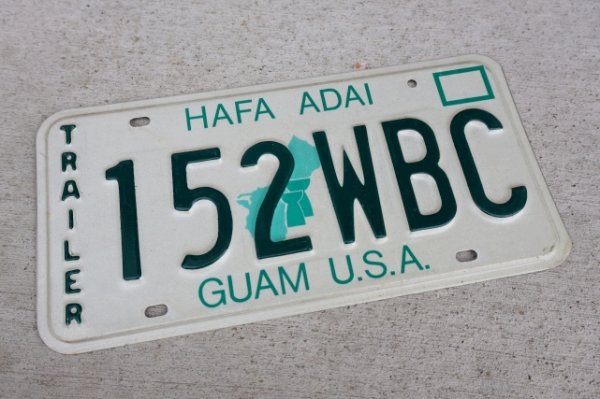 HAFA ADAI
TRAILER
152WBC
GUAM U.S.A.